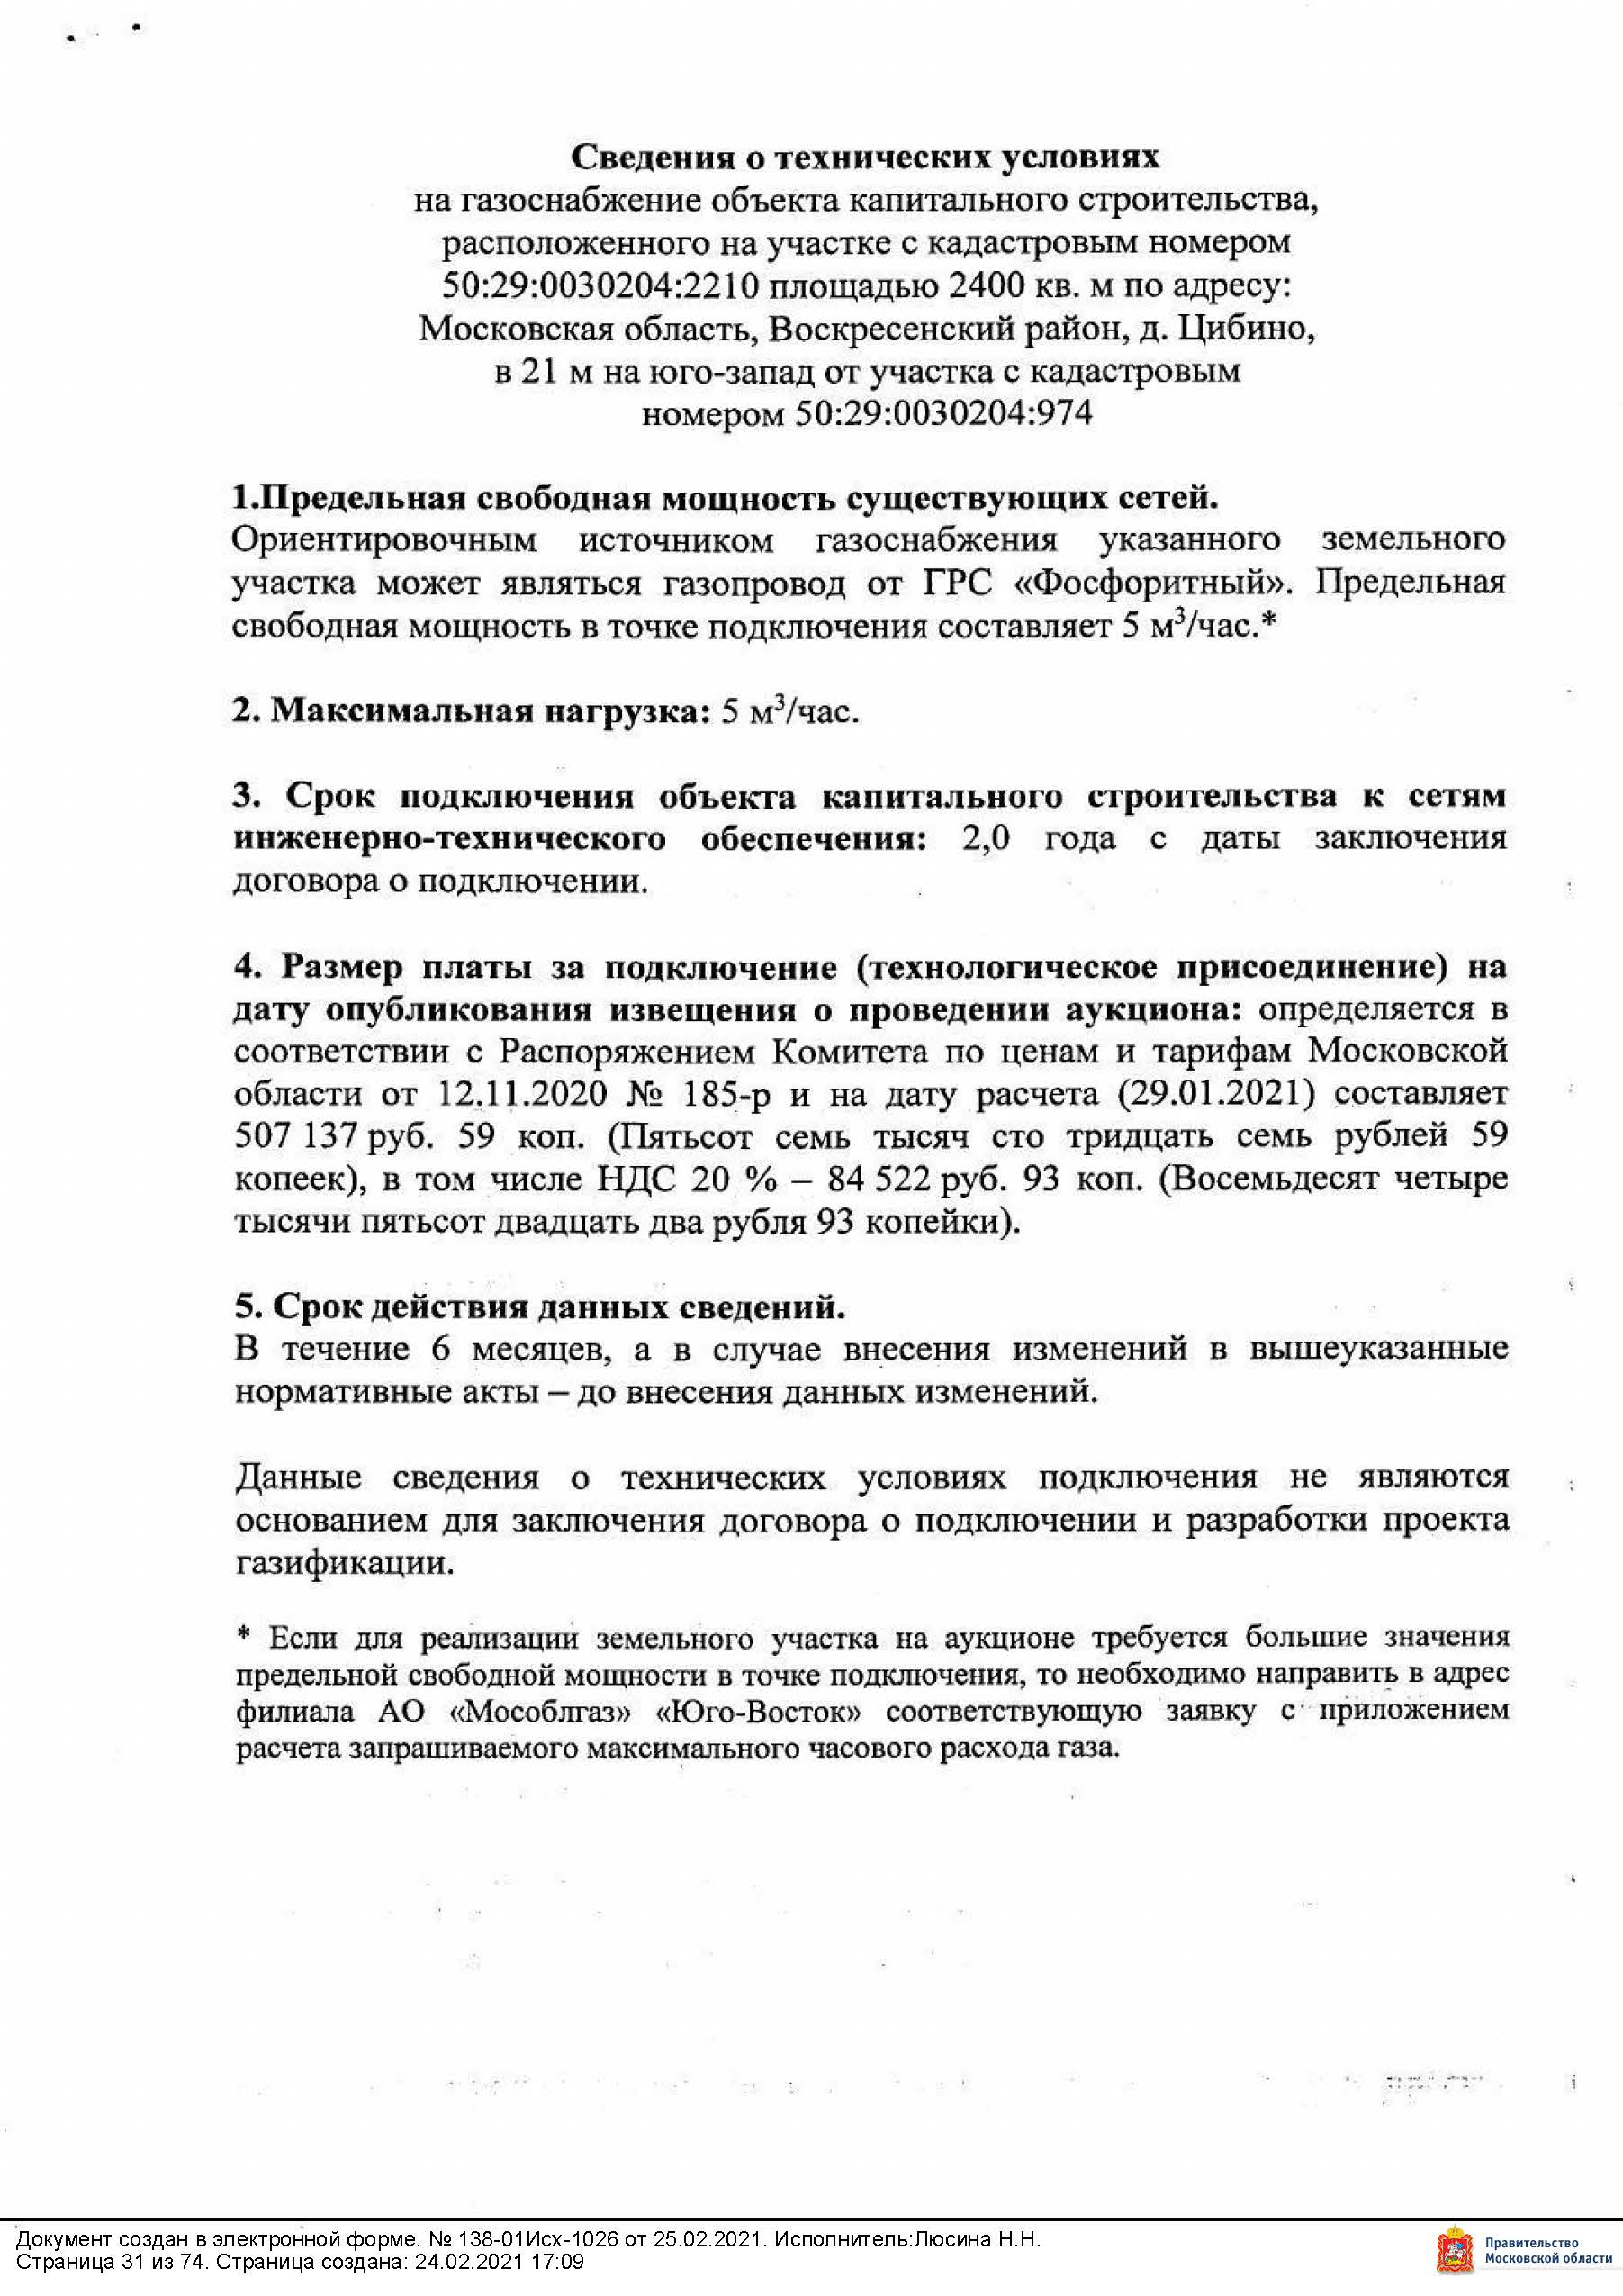 Сведения о технических условиях
на газоснабжение объекта капитального строительства,
расположенного на участке с кадастровым номером
50:29:0030204:2210 площадью 2400 кв. м по адресу:
Московская область, Воскресенский район, д. Цибино,
в 21 м на юго-запад от участка с кадастровым
номером 50:29:0030204:974
1.Предельная свободная мощность существующих сетей.
Ориентировочным источником газоснабжения указанного земельного
участка может являться газопровод от ГРС «Фосфоритный». Предельная
свободная мощность в точке подключения составляет 5 м³/час.*
2. Максимальная нагрузка: 5 м³/час.
3. Срок подключения объекта капитального строительства к сетям
инженерно-технического обеспечения: 2,0 года с даты заключения
договора о подключении.
4. Размер платы за подключение (технологическое присоединение) на
дату опубликования извещения о проведении аукциона: определяется в
соответствии с Распоряжением Комитета по ценам и тарифам Московской
области от 12.11.2020 № 185-р и на дату расчета (29.01.2021) составляет
507 137 руб. 59 коп. (Пятьсот семь тысяч сто тридцать семь рублей 59
копеек), в том числе НДС 20 % – 84 522 руб. 93 коп. (Восемьдесят четыре
тысячи пятьсот двадцать два рубля 93 копейки).
5. Срок действия данных сведений.
В течение 6 месяцев, а в случае внесения изменений в вышеуказанные
нормативные акты – до внесения данных изменений.
Данные сведения о технических условиях подключения не являются
основанием для заключения договора о подключении и разработки проекта
газификации.
* Если для реализации земельного участка на аукционе требуется большие значения
предельной свободной мощности в точке подключения, то необходимо направить в адрес
филиала АО «Мособлгаз» «Юго-Восток» соответствующую заявку с приложением
расчета запрашиваемого максимального часового расхода газа.
Документ создан в электронной форме. № 138-01Исх-1026 от 25.02.2021. Исполнитель:Люсина Н.Н.
Страница 31 из 74. Страница создана: 24.02.2021 17:09
Правительство
Московской области